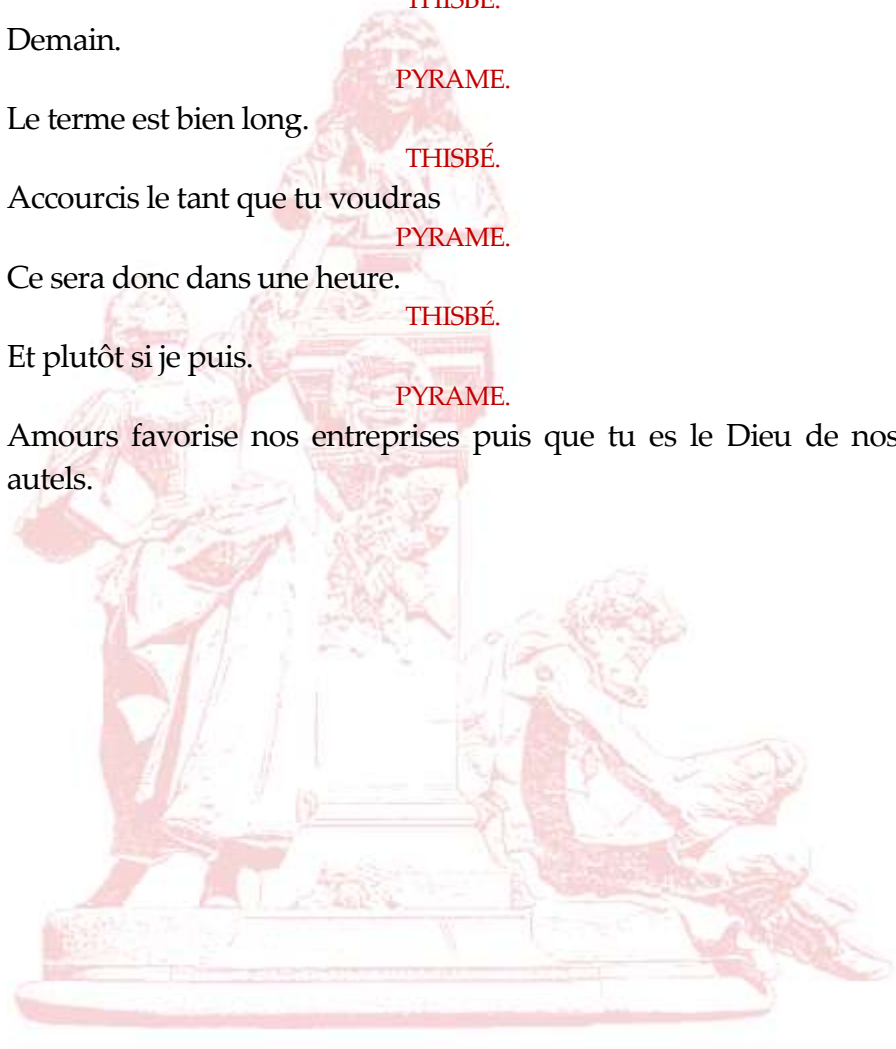 THISBÉ.
Demain.
PYRAME.
Le terme est bien long.
THISBÉ.
Accourcis le tant que tu voudras
PYRAME.
Ce sera donc dans une heure.
THISBÉ.
Et plutôt si je puis.
PYRAME.
Amours favorise nos entreprises puis que tu es le Dieu de nos
autels.